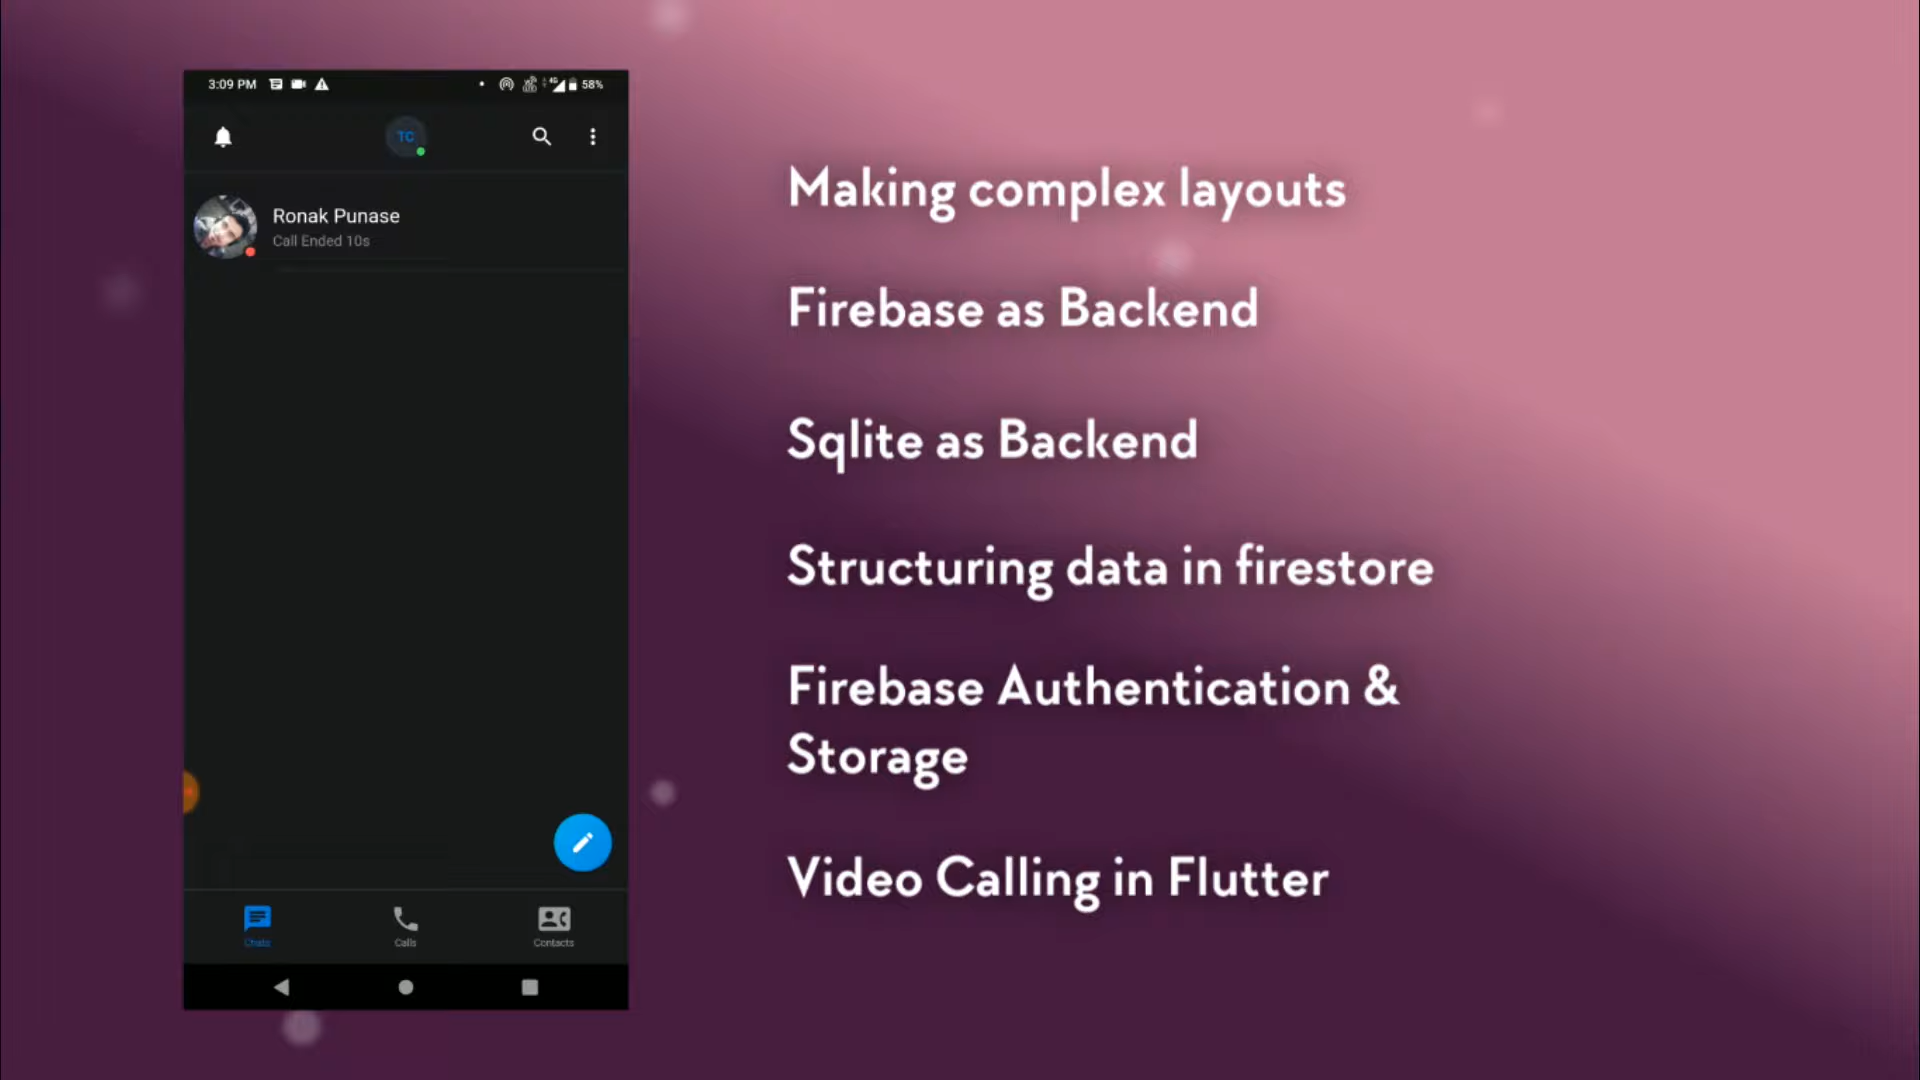 3:09 PM
58%
TC
Ronak Punase
Call Ended 10s
Chats
Calls
Contacts
Making complex layouts
Firebase as Backend
Sqlite as Backend
Structuring data in firestore
Firebase Authentication &
Storage
Video Calling in Flutter